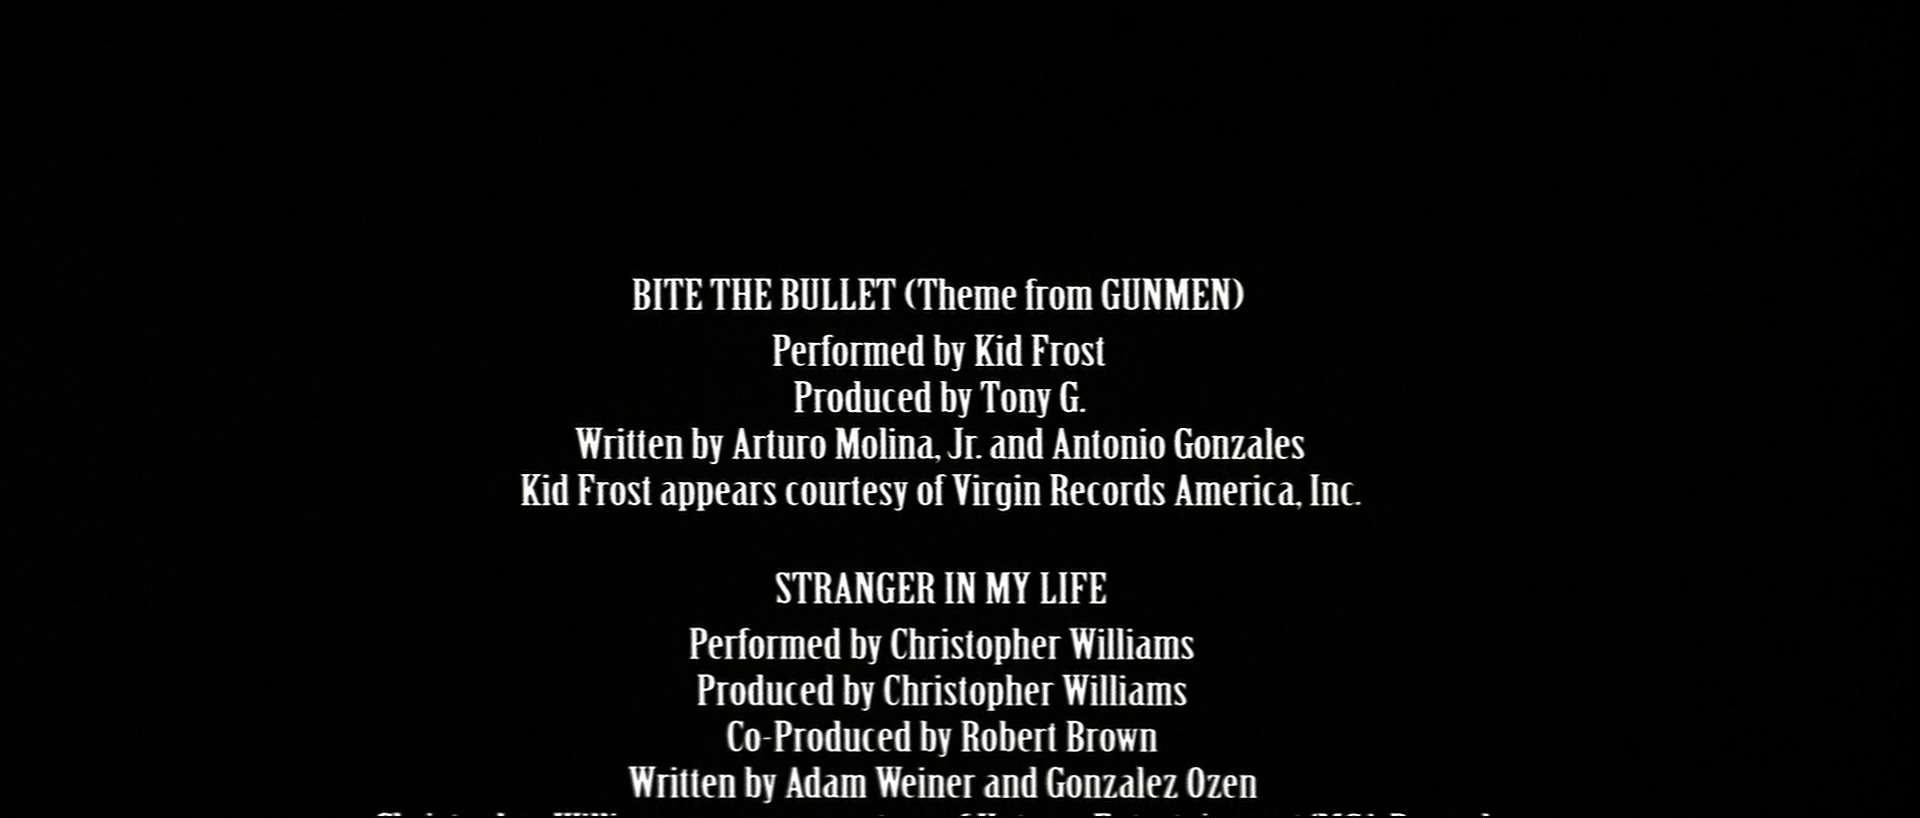 BITE THE BULLET (Theme from GUNMEN)
Performed by Kid Frost
Produced by Tony G.
Written by Arturo Molina, Jr. and Antonio Gonzales
Kid Frost appears courtesy of Virgin Records America, Inc.
STRANGER IN MY LIFE
Performed by Christopher Williams
Produced by Christopher Williams
Co-Produced by Robert Brown
Written by Adam Weiner and Gonzalez Ozen